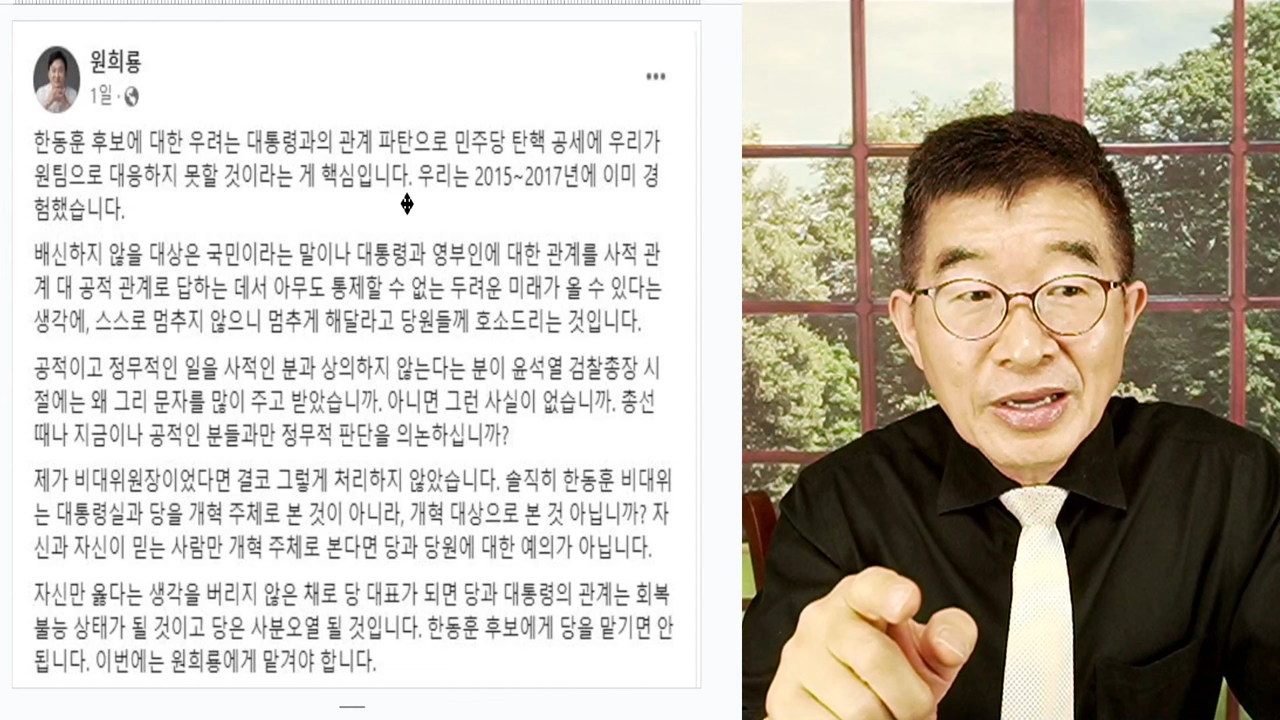 원희룡
1일 ·
한동훈 후보에 대한 우려는 대통령과의 관계 파탄으로 민주당 탄핵 공세에 우리가
원팀으로 대응하지 못할 것이라는 게 핵심입니다. 우리는 2015~2017년에 이미 경
험했습니다.
배신하지 않을 대상은 국민이라는 말이나 대통령과 영부인에 대한 관계를 사적 관
계 대 공적 관계로 답하는 데서 아무도 통제할 수 없는 두려운 미래가 올 수 있다는
생각에, 스스로 멈추지 않으니 멈추게 해달라고 당원들께 호소드리는 것입니다.
공적이고 정무적인 일을 사적인 분과 상의하지 않는다는 분이 윤석열 검찰총장 시
절에는 왜 그리 문자를 많이 주고 받았습니까. 아니면 그런 사실이 없습니까. 총선
때나 지금이나 공적인 분들과만 정무적 판단을 의논하십니까?
제가 비대위원장이었다면 결코 그렇게 처리하지 않았습니다. 솔직히 한동훈 비대위
는 대통령실과 당을 개혁 주체로 본 것이 아니라, 개혁 대상으로 본 것 아닙니까? 자
신과 자신이 믿는 사람만 개혁 주체로 본다면 당과 당원에 대한 예의가 아닙니다.
자신만 옳다는 생각을 버리지 않은 채로 당 대표가 되면 당과 대통령의 관계는 회복
불능 상태가 될 것이고 당은 사분오열 될 것입니다. 한동훈 후보에게 당을 맡기면 안
됩니다. 이번에는 원희룡에게 맡겨야 합니다.